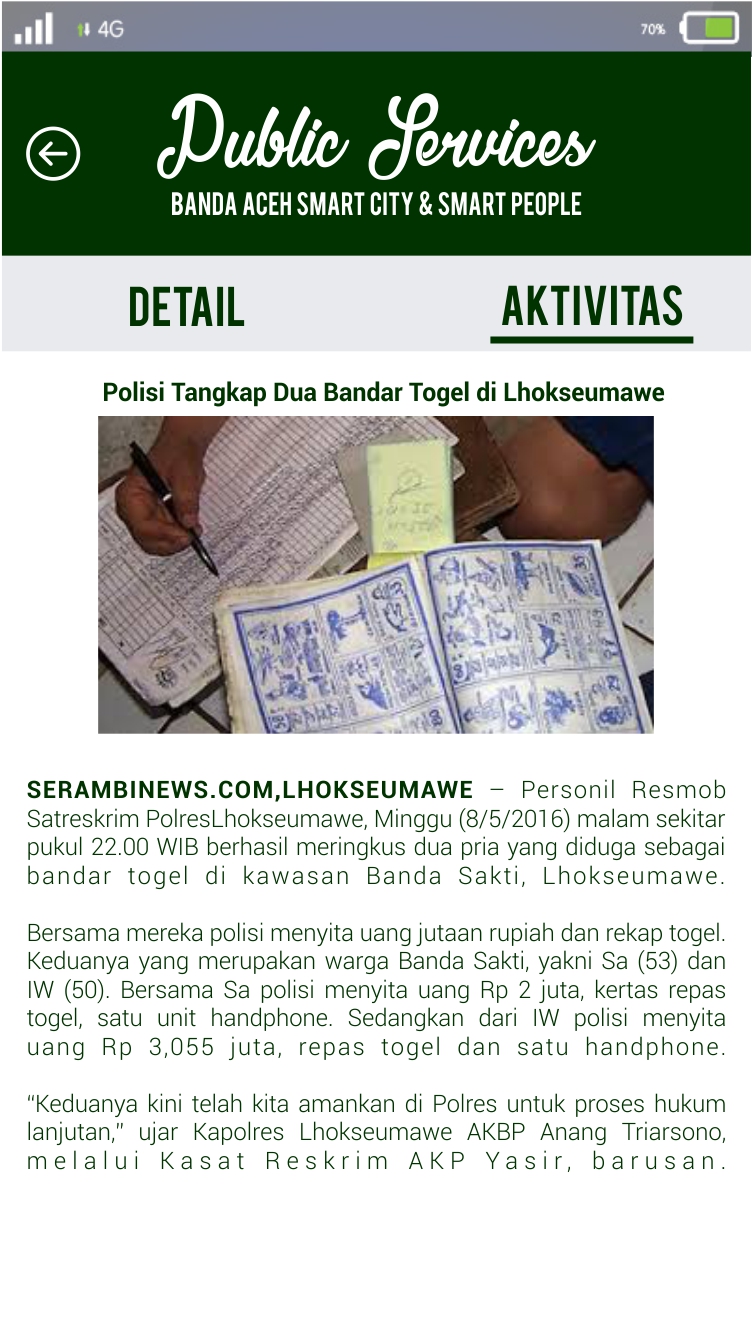 4G
70%
Public Services
BANDA ACEH SMART CITY & SMART PEOPLE
DETAIL
AKTIVITAS
Polisi Tangkap Dua Bandar Togel di Lhokseumawe
SERAMBINEWS.COM,LHOKSEUMAWE – Personil Resmob
Satreskrim PolresLhokseumawe, Minggu (8/5/2016) malam sekitar
pukul 22.00 WIB berhasil meringkus dua pria yang diduga sebagai
bandar togel di kawasan Banda Sakti, Lhokseumawe.
Bersama mereka polisi menyita uang jutaan rupiah dan rekap togel.
Keduanya yang merupakan warga Banda Sakti, yakni Sa (53) dan
IW (50). Bersama Sa polisi menyita uang Rp 2 juta, kertas repas
togel, satu unit handphone. Sedangkan dari IW polisi menyita
uang Rp 3,055 juta, repas togel dan satu handphone.
“Keduanya kini telah kita amankan di Polres untuk proses hukum
lanjutan,” ujar Kapolres Lhokseumawe AKBP Anang Triarsono,
melalui Kasat Reskrim AKP Yasir, barusan.